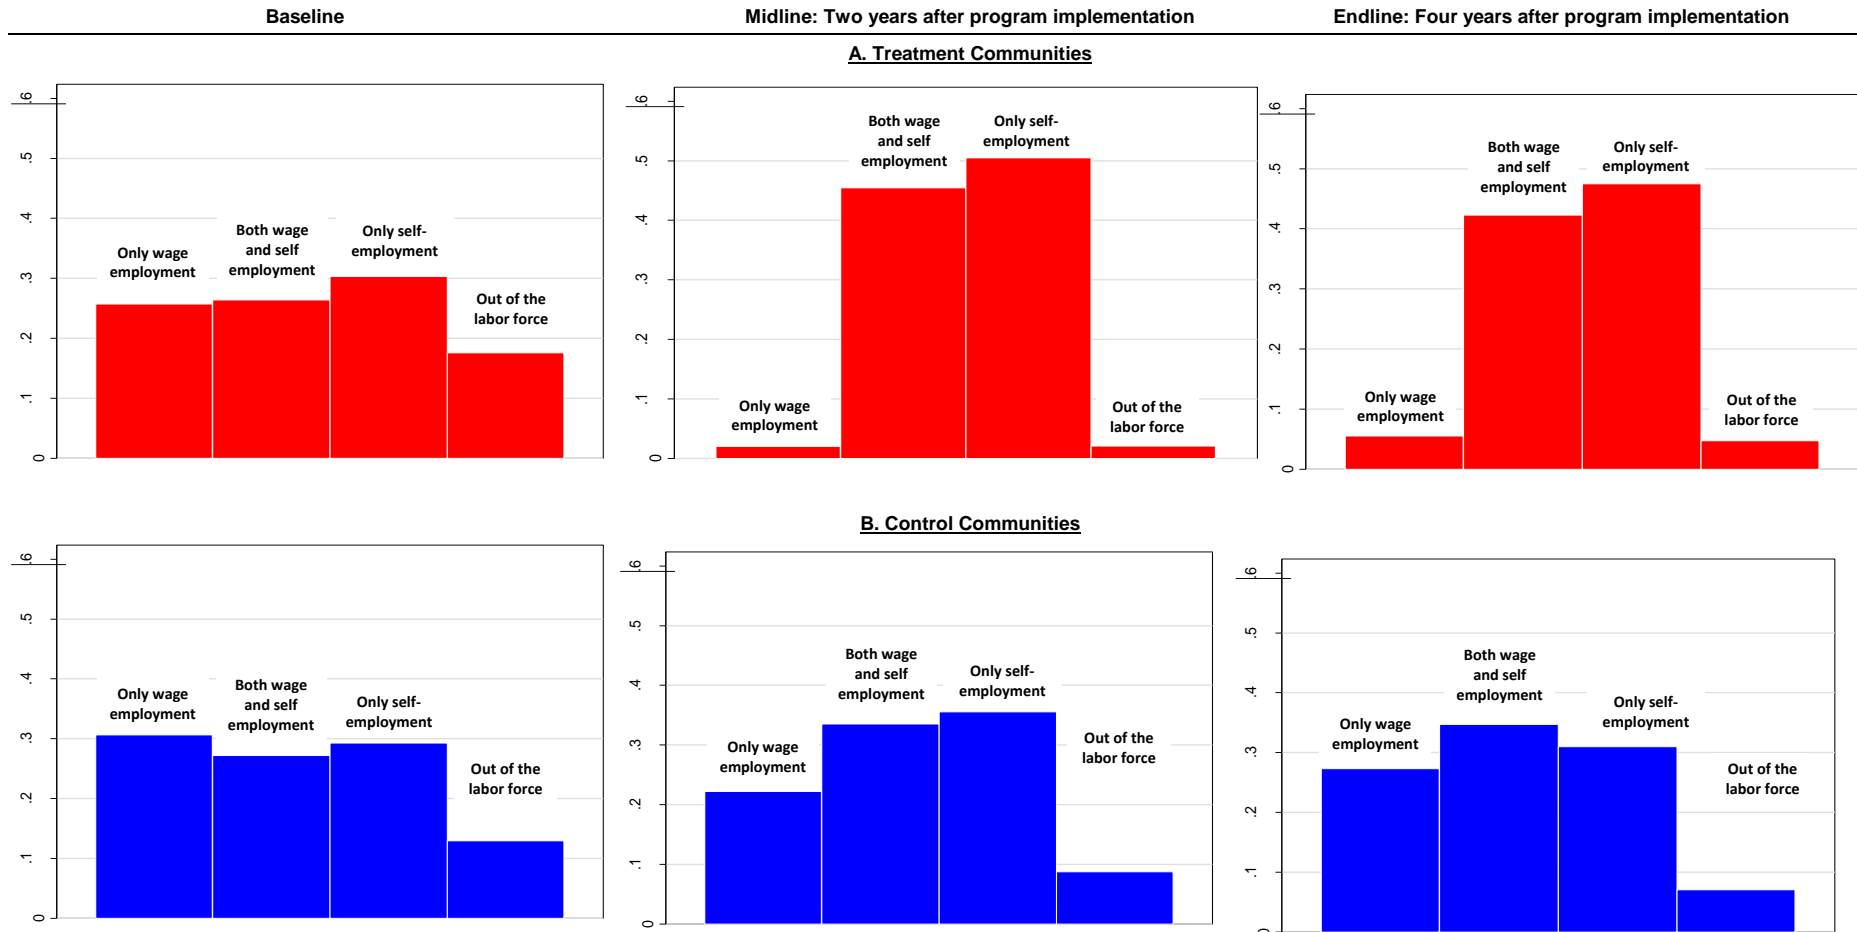 Baseline
Midline: Two years after program implementation
Endline: Four years after program implementation
A. Treatment Communities
.6
.5
.4
.3
.2
.1
0
Only wage
employment
Both wage
and self
employment
Only self-
employment
Out of the
labor force
.6
.5
.4
.3
.2
.1
0
Only wage
employment
Both wage
and self
employment
Only self-
employment
Out of the
labor force
.6
.5
.4
.3
.2
.1
0
Only wage
employment
Both wage
and self
employment
Only self-
employment
Out of the
labor force
B. Control Communities
.6
.5
.4
.3
.2
.1
0
Only wage
employment
Both wage
and self
employment
Only self-
employment
Out of the
labor force
.6
.5
.4
.3
.2
.1
0
Only wage
employment
Both wage
and self
employment
Only self-
employment
Out of the
labor force
.6
.5
.4
.3
.2
.1
0
Only wage
employment
Both wage
and self
employment
Only self-
employment
Out of the
labor force